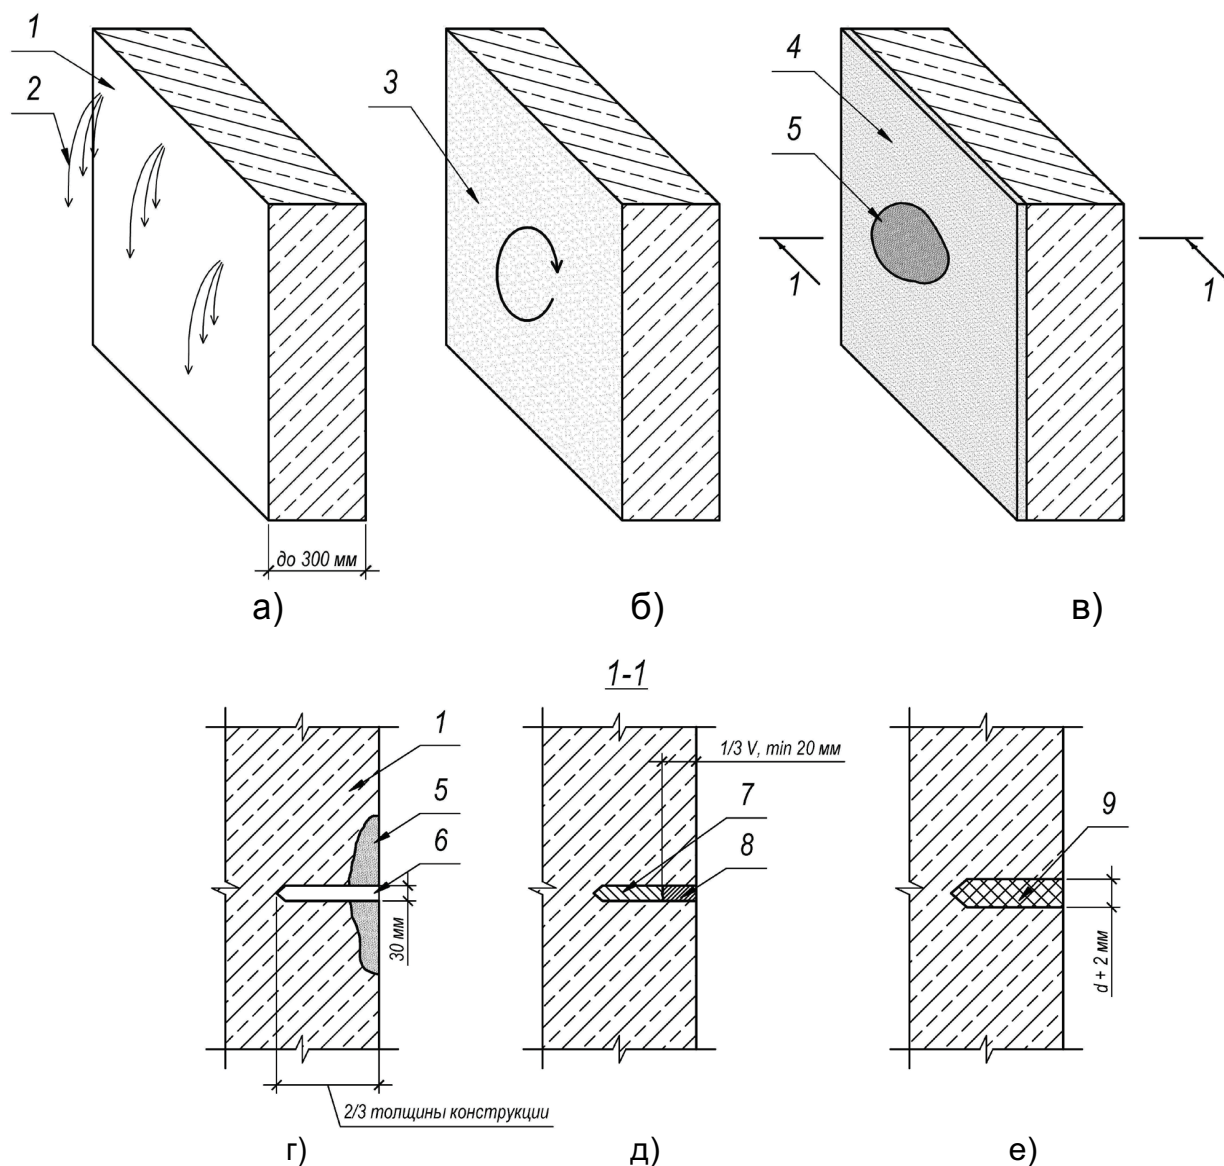 1
2
3
4
5
1
1
до 300 мм
а)
б)
в)
1-1
1
5
6
30 мм
2/3 толщины конструкции
1/3 V, min 20 мм
7
8
9
d + 2 мм
г)
д)
е)